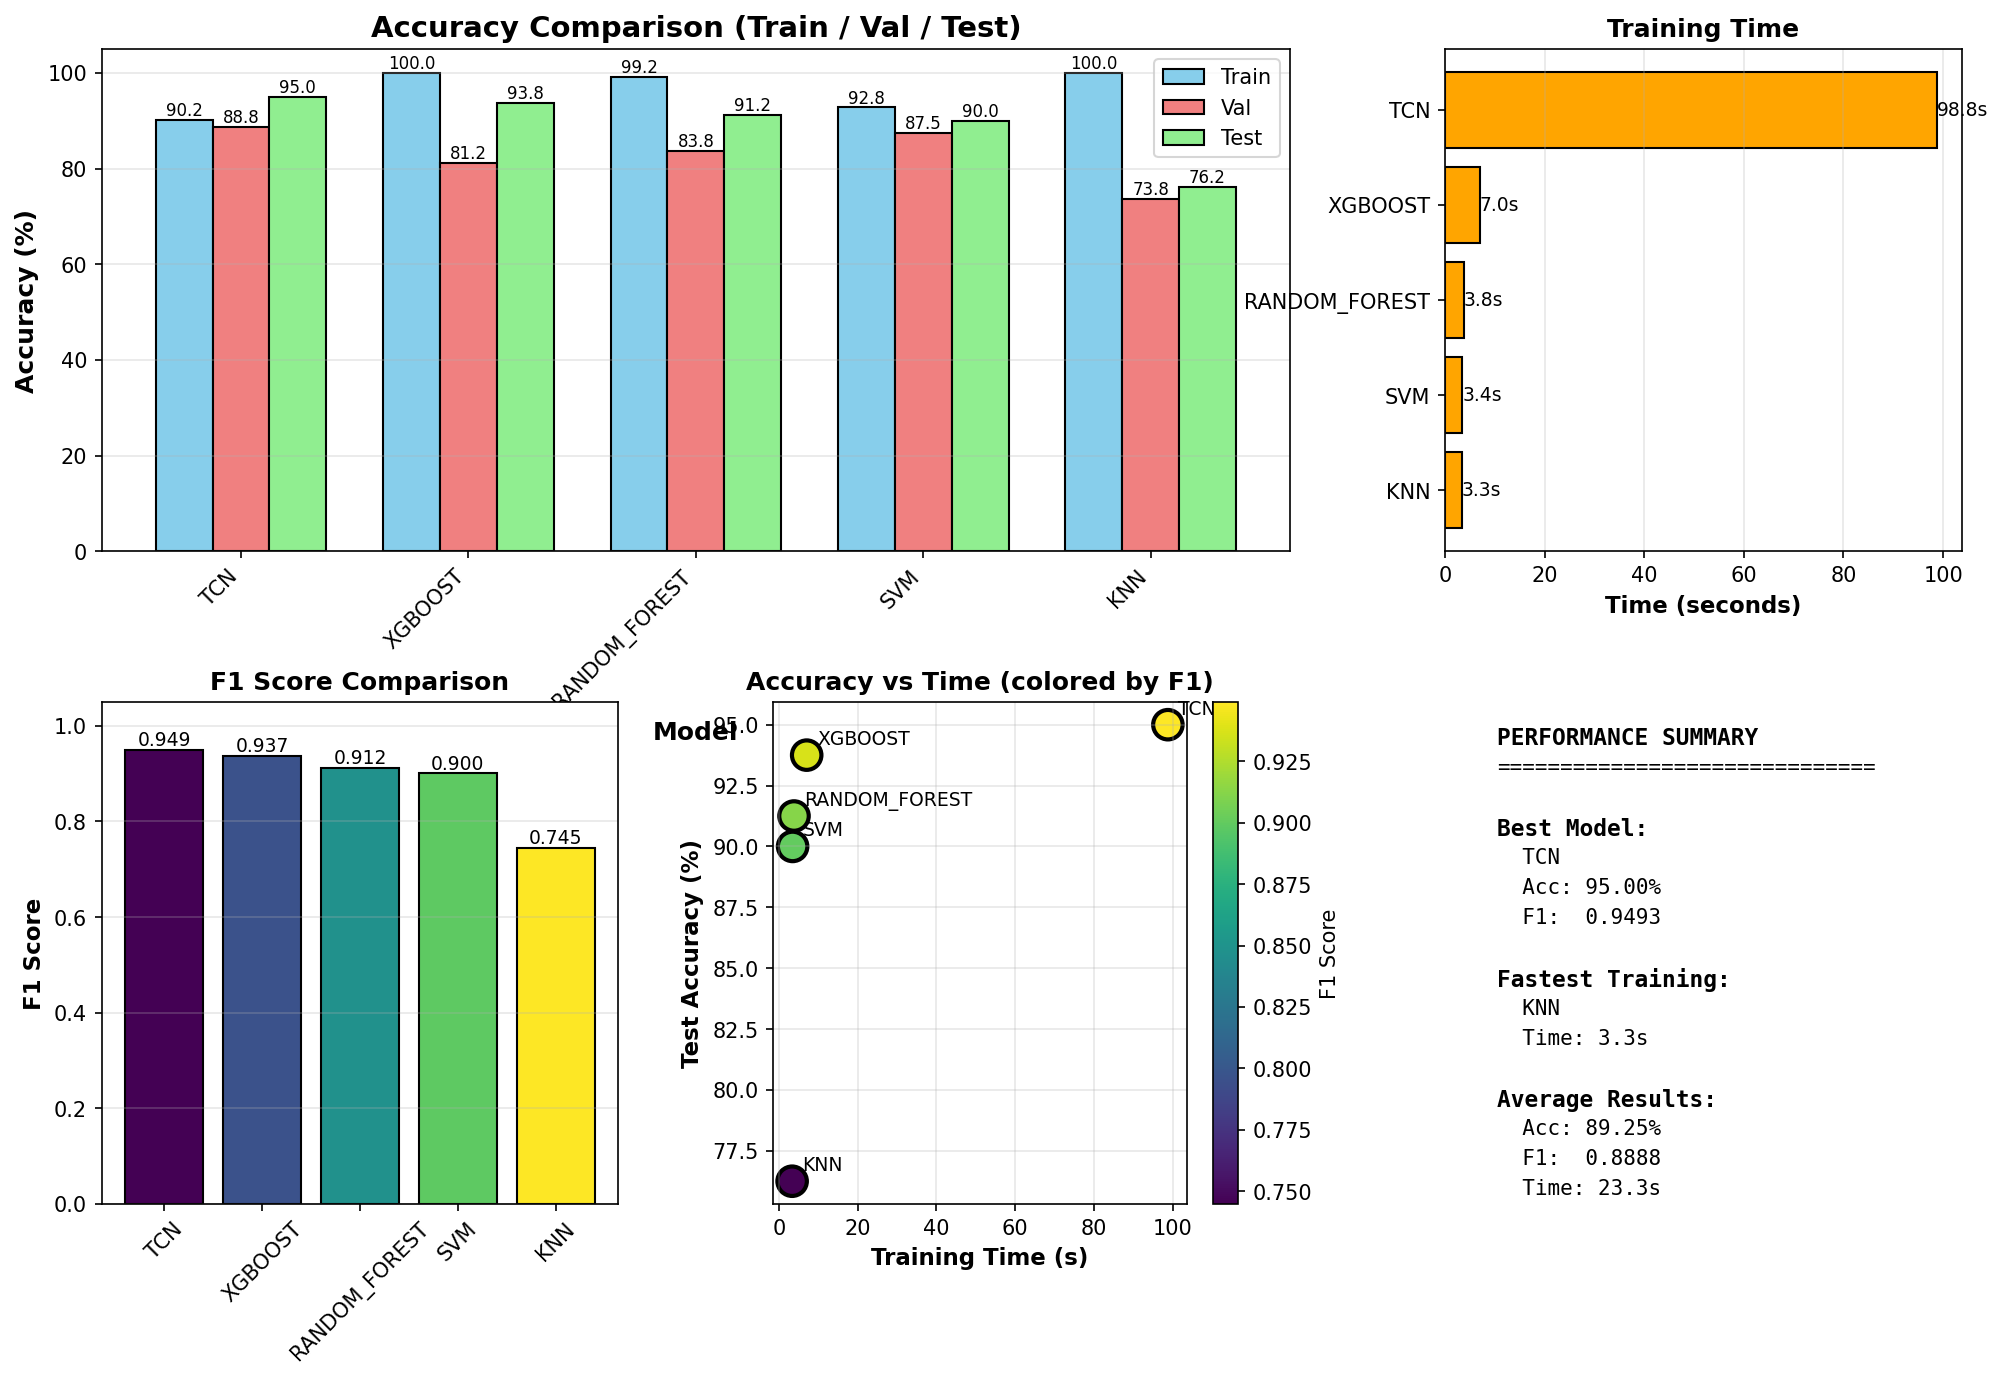 Accuracy Comparison (Train / Val / Test)
Accuracy (%)
100
80
60
40
20
0
90.2
88.8
95.0
100.0
81.2
93.8
99.2
83.8
91.2
92.8
87.5
90.0
100.0
73.8
76.2
Train
Val
Test
TCN
XGBOOST
RANDOM_FOREST
SVM
KNN
Model
Training Time
TCN
XGBOOST
RANDOM_FOREST
SVM
KNN
98.8s
7.0s
3.8s
3.4s
3.3s
0 20 40 60 80 100
Time (seconds)
F1 Score Comparison
F1 Score
1.0
0.8
0.6
0.4
0.2
0.0
0.949
0.937
0.912
0.900
0.745
TCN
XGBOOST
RANDOM_FOREST
SVM
KNN
Accuracy vs Time (colored by F1)
Test Accuracy (%)
95.0
92.5
90.0
87.5
85.0
82.5
80.0
77.5
TCN
XGBOOST
RANDOM_FOREST
SVM
KNN
0 20 40 60 80 100
Training Time (s)
0.925
0.900
0.875
0.850
0.825
0.800
0.775
0.750
F1 Score
PERFORMANCE SUMMARY
==============================
Best Model:
TCN
Acc: 95.00%
F1: 0.9493
Fastest Training:
KNN
Time: 3.3s
Average Results:
Acc: 89.25%
F1: 0.8888
Time: 23.3s